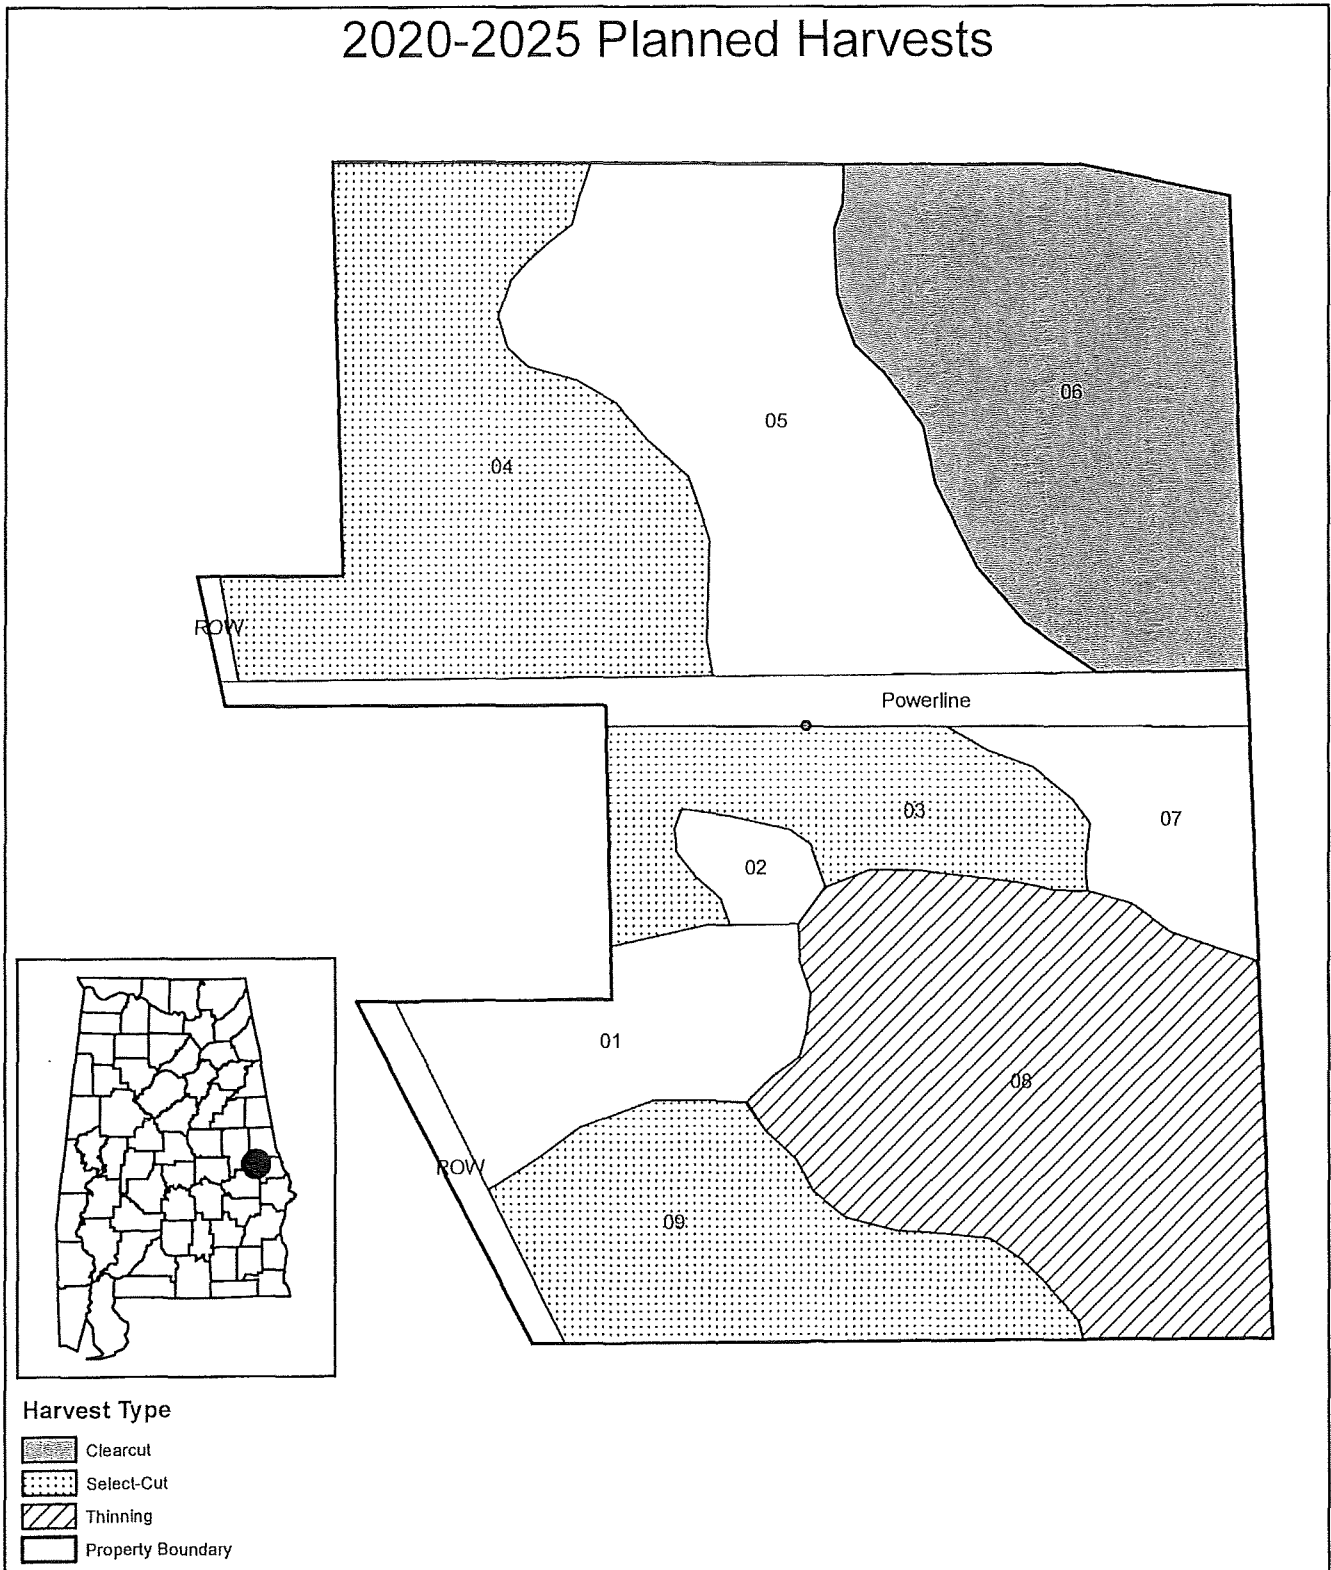 2020-2025 Planned Harvests
06
05
04
ROW
Powerline
03
07
02
01
08
ROW
09
Harvest Type
Clearcut
Select-Cut
Thinning
Property Boundary